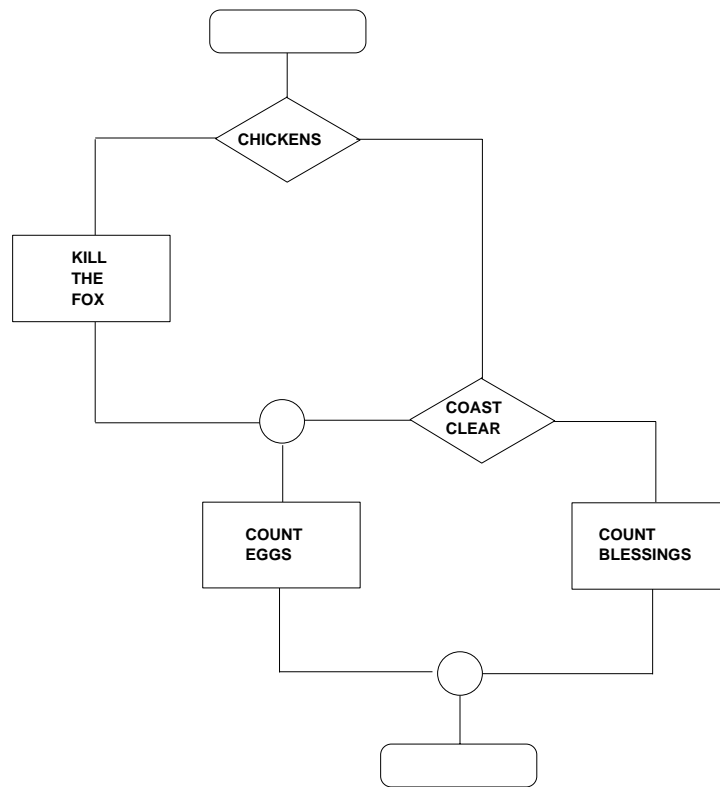 CHICKENS
KILL
THE
FOX
COAST
CLEAR
COUNT
EGGS
COUNT
BLESSINGS